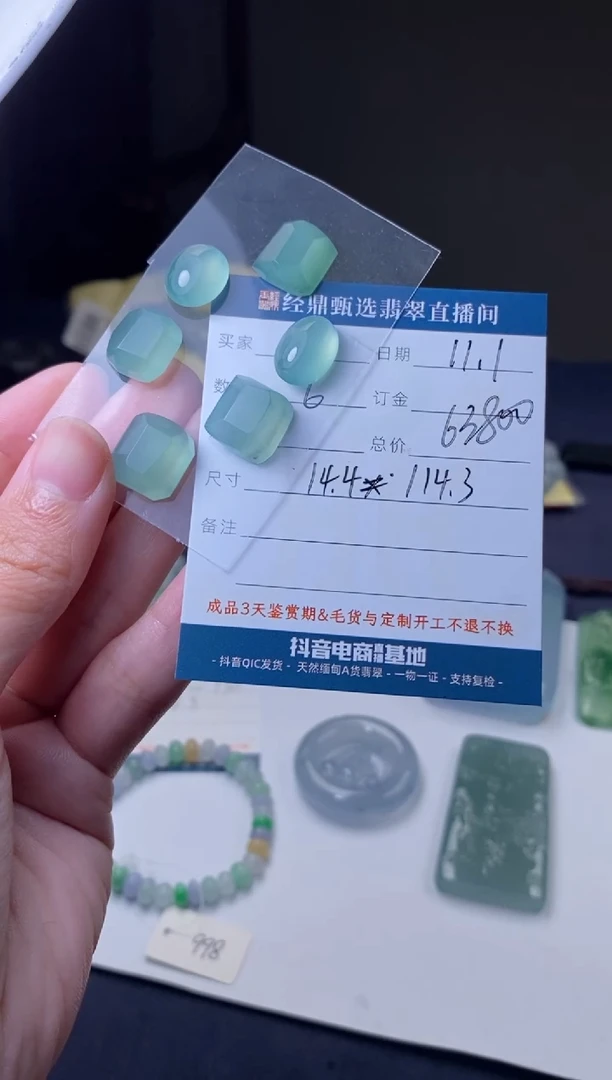 经鼎甄选翡翠直播间
买家
日期 11.1
数 6
订金
63800
总价
尺寸 14.4* 114.3
备注
成品3天鉴赏期&毛货与定制开工不退不换
抖音电商直播基地
- 抖音QIC发货 - 天然缅甸A货翡翠 - 一物一证 - 支持复检 -
998